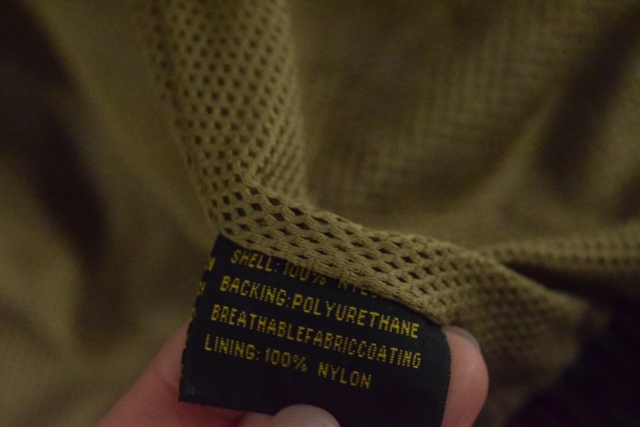 SHELL: 100%
BACKING:POLYURETHANE
BREATHABLEFABRICCOATING
LINING: 100% NYLON